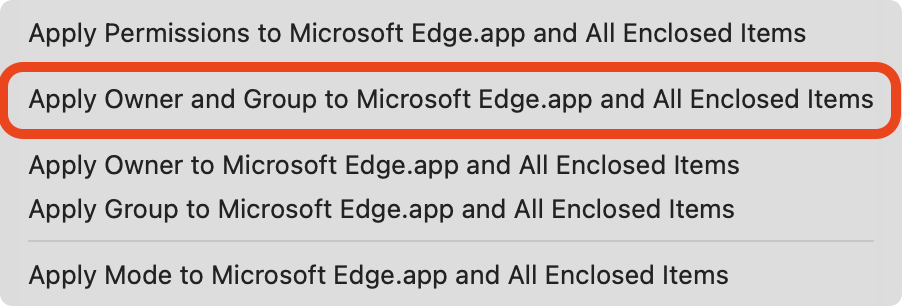 Apply Permissions to Microsoft Edge.app and All Enclosed Items
Apply Owner and Group to Microsoft Edge.app and All Enclosed Items
Apply Owner to Microsoft Edge.app and All Enclosed Items
Apply Group to Microsoft Edge.app and All Enclosed Items
Apply Mode to Microsoft Edge.app and All Enclosed Items